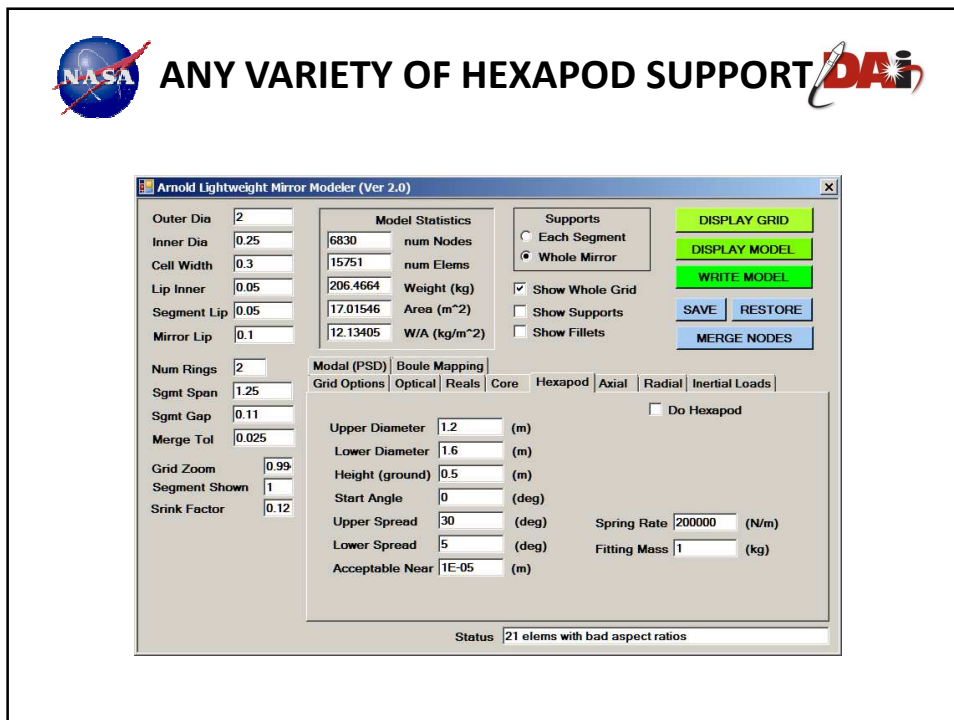 NASA
ANY VARIETY OF HEXAPOD SUPPORT
DAi
Arnold Lightweight Mirror Modeler (Ver 2.0)
Outer Dia 2
Inner Dia 0.25
Cell Width 0.3
Lip Inner 0.05
Segment Lip 0.05
Mirror Lip 0.1
Num Rings 2
Sgmt Span 1.25
Sgmt Gap 0.11
Merge Tol 0.025
Grid Zoom 0.99
Segment Shown 1
Srink Factor 0.12
Model Statistics
6830 num Nodes
15751 num Elems
206.4664 Weight (kg)
17.01546 Area (m^2)
12.13405 W/A (kg/m^2)
Supports
Each Segment
Whole Mirror
Show Whole Grid
Show Supports
Show Fillets
DISPLAY GRID
DISPLAY MODEL
WRITE MODEL
SAVE RESTORE
MERGE NODES
Modal (PSD) Boule Mapping
Grid Options Optical Reals Core Hexapod Axial Radial Inertial Loads
Do Hexapod
Upper Diameter 1.2 (m)
Lower Diameter 1.6 (m)
Height (ground) 0.5 (m)
Start Angle 0 (deg)
Upper Spread 30 (deg)
Lower Spread 5 (deg)
Acceptable Near 1E-05 (m)
Spring Rate 200000 (N/m)
Fitting Mass 1 (kg)
Status 21 elems with bad aspect ratios